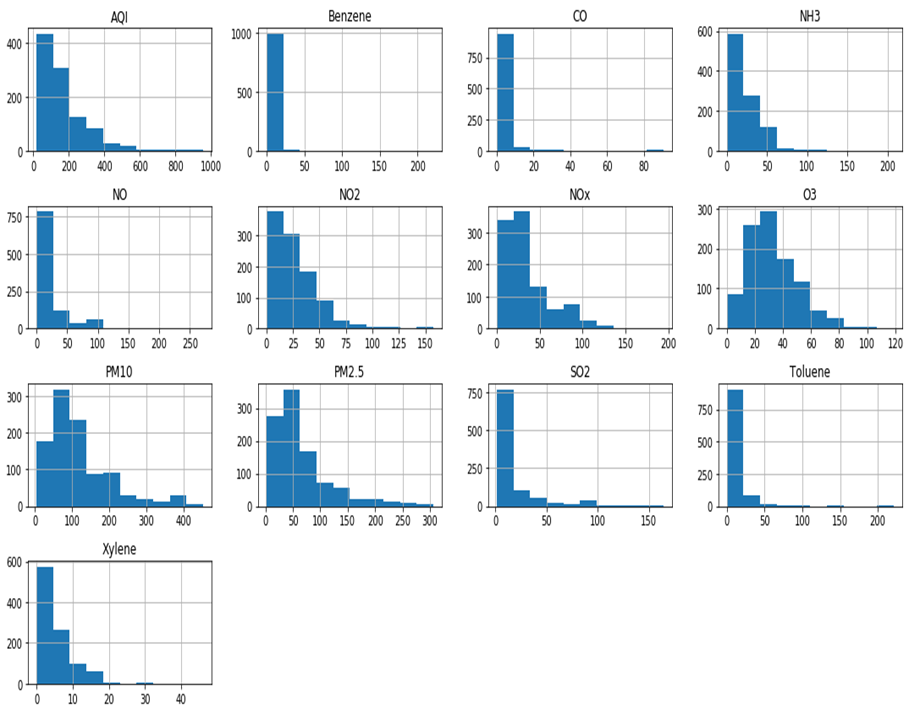 AQI
400
200
0
0 200 400 600 800 1000
Benzene
1000
500
0
0 50 100 150 200
CO
750
500
250
0
0 20 40 60 80
NH3
600
400
200
0
0 50 100 150 200
NO
750
500
250
0
0 50 100 150 200 250
NO2
300
200
100
0
0 25 50 75 100 125 150
NOx
300
200
100
0
0 50 100 150 200
O3
300
200
100
0
0 20 40 60 80 100 120
PM10
300
200
100
0
0 100 200 300 400
PM2.5
300
200
100
0
0 50 100 150 200 250 300
SO2
750
500
250
0
0 50 100 150
Toluene
750
500
250
0
0 50 100 150 200
Xylene
600
400
200
0
0 10 20 30 40